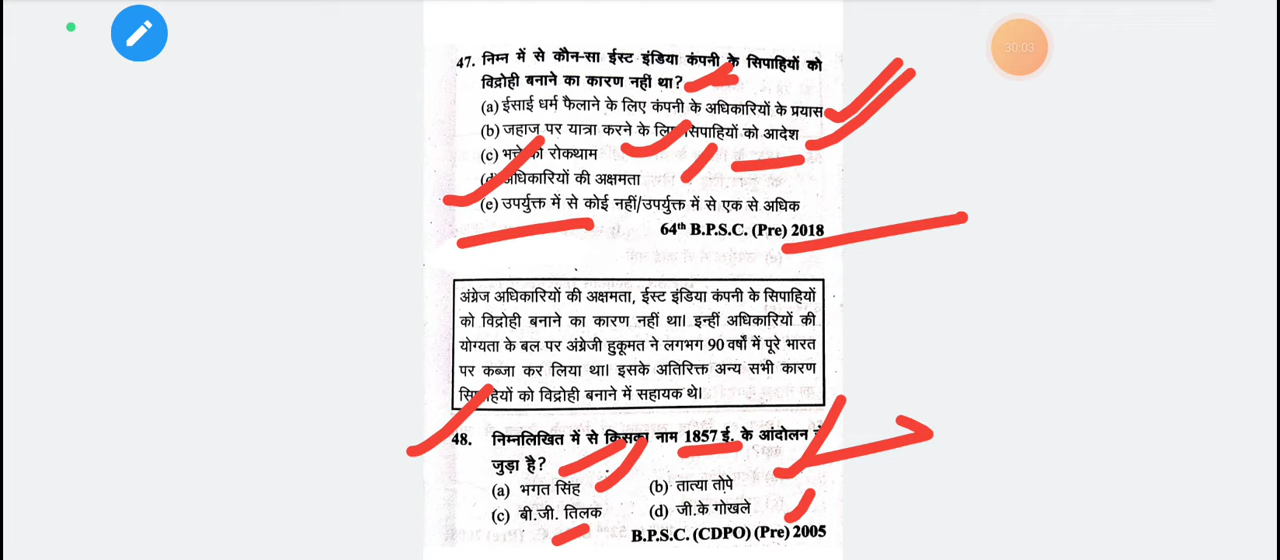 30:03
47. निम्न में से कौन-सा ईस्ट इंडिया कंपनी के सिपाहियों को
विद्रोही बनाने का कारण नहीं था?
(a) ईसाई धर्म फैलाने के लिए कंपनी के अधिकारियों के प्रयास
(b) जहाज पर यात्रा करने के लिए सिपाहियों को आदेश
(c) भत्ते की रोकथाम
(d) अधिकारियों की अक्षमता
(e) उपर्युक्त में से कोई नहीं/उपर्युक्त में से एक से अधिक
64th B.P.S.C. (Pre) 2018
अंग्रेज अधिकारियों की अक्षमता, ईस्ट इंडिया कंपनी के सिपाहियों
को विद्रोही बनाने का कारण नहीं था। इन्हीं अधिकारियों की
योग्यता के बल पर अंग्रेजी हुकूमत ने लगभग 90 वर्षों में पूरे भारत
पर कब्जा कर लिया था। इसके अतिरिक्त अन्य सभी कारण
सिपाहियों को विद्रोही बनाने में सहायक थे।
48. निम्नलिखित में से किसका नाम 1857 ई. के आंदोलन से
जुड़ा है?
(a) भगत सिंह (b) तात्या तोपे
(c) बी.जी. तिलक (d) जी.के गोखले
B.P.S.C. (CDPO) (Pre) 2005